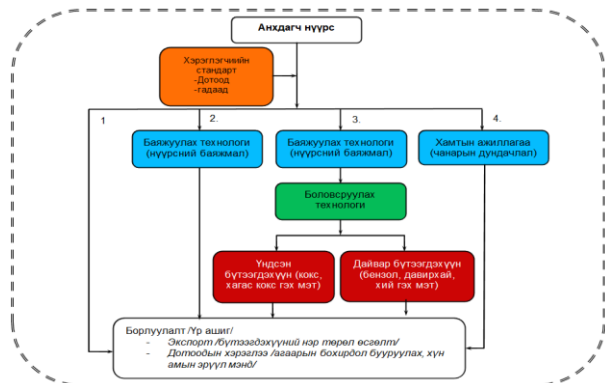 Анхдагч нүүрс
Хэрэглэгчиийн
стандарт
-Дотоод
-гадаад
1
2.
3.
4.
Баяжуулах технологи
(нүүрсний баяжмал)
Баяжуулах технологи
(нүүрсний баяжмал)
Хамтын ажиллагаа
(чанарын дундачлал)
Боловсруулах
технологи
Үндсэн
бүтээгдэхүүн (кокс,
хагас кокс гэх мэт)
Дайвар бүтээгдэхүүн
(бензол, давирхай,
хий гэх мэт)
Борлуулалт /Үр ашиг/
- Экспорт /бүтээгдэхүүний нэр төрөл өсгөлт/
- Дотоодын хэрэглээ /агаарын бохирдол бууруулах, хүн
амын эрүүл мэнд/